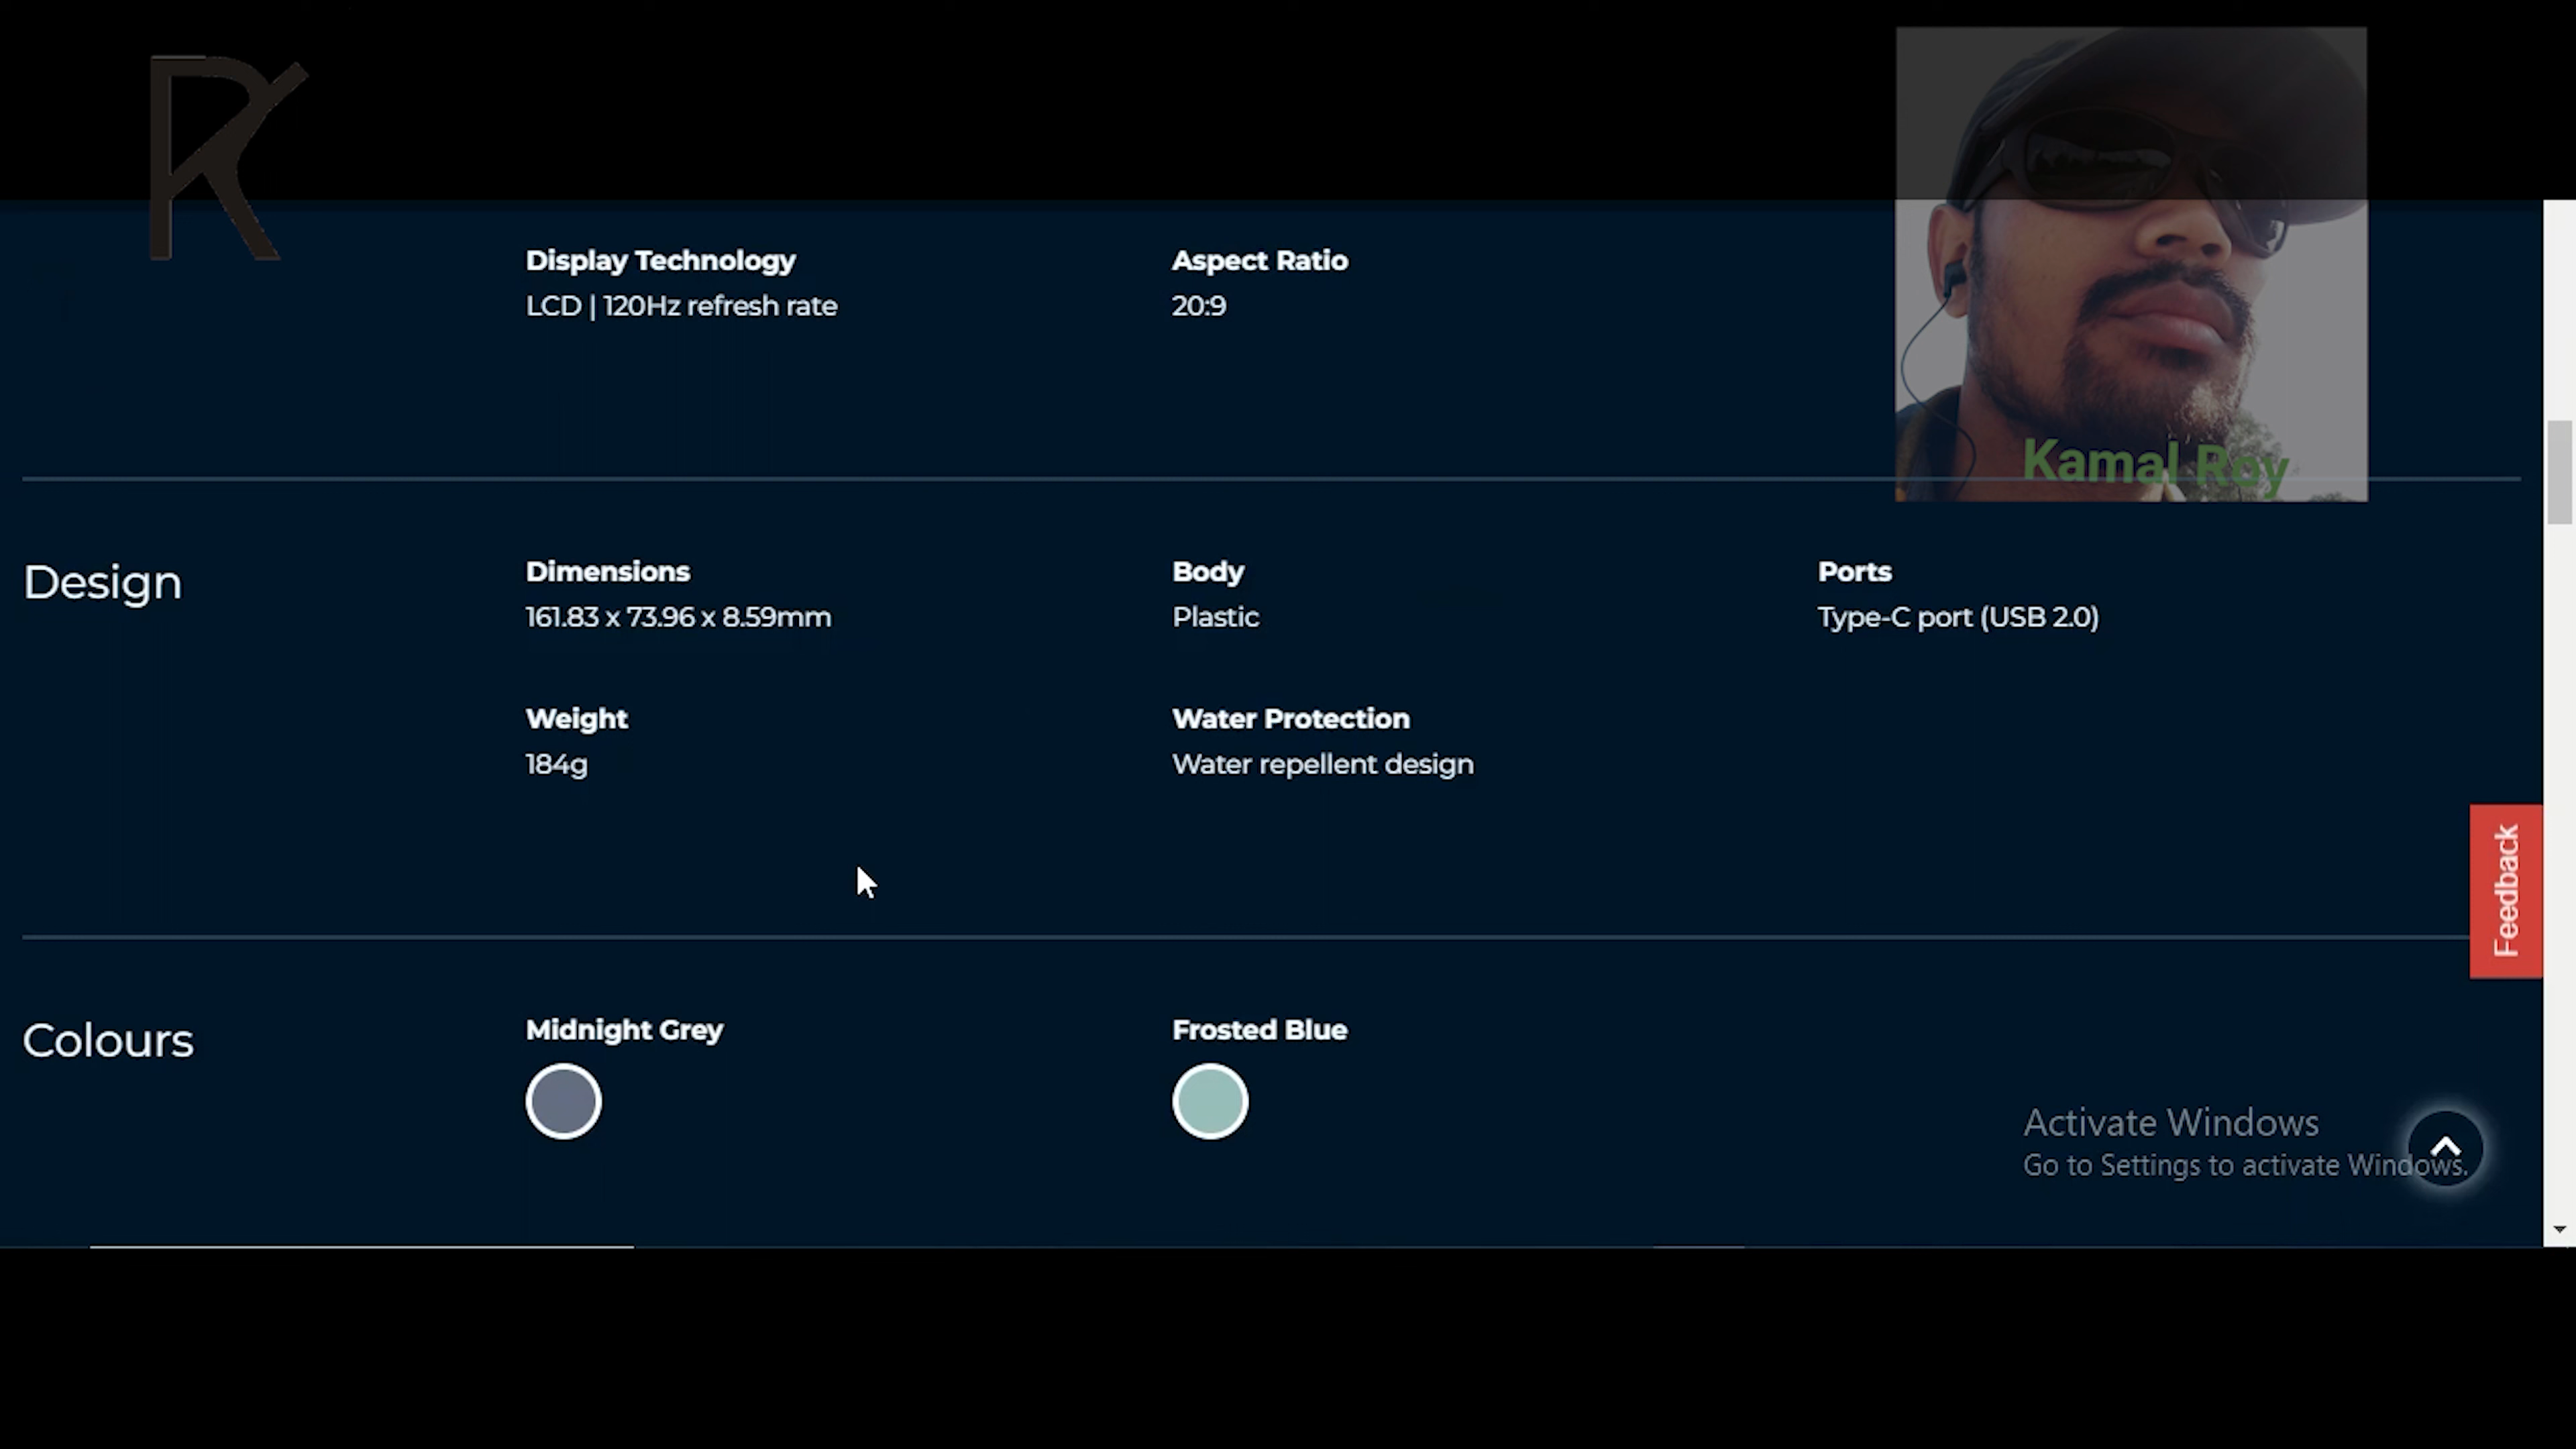 Display Technology
LCD | 120Hz refresh rate
Aspect Ratio
20:9
Kamal Roy
Design
Dimensions
161.83 x 73.96 x 8.59mm
Body
Plastic
Ports
Type-C port (USB 2.0)
Weight
184g
Water Protection
Water repellent design
Feedback
Colours
Midnight Grey
Frosted Blue
Activate Windows
Go to Settings to activate Windows.